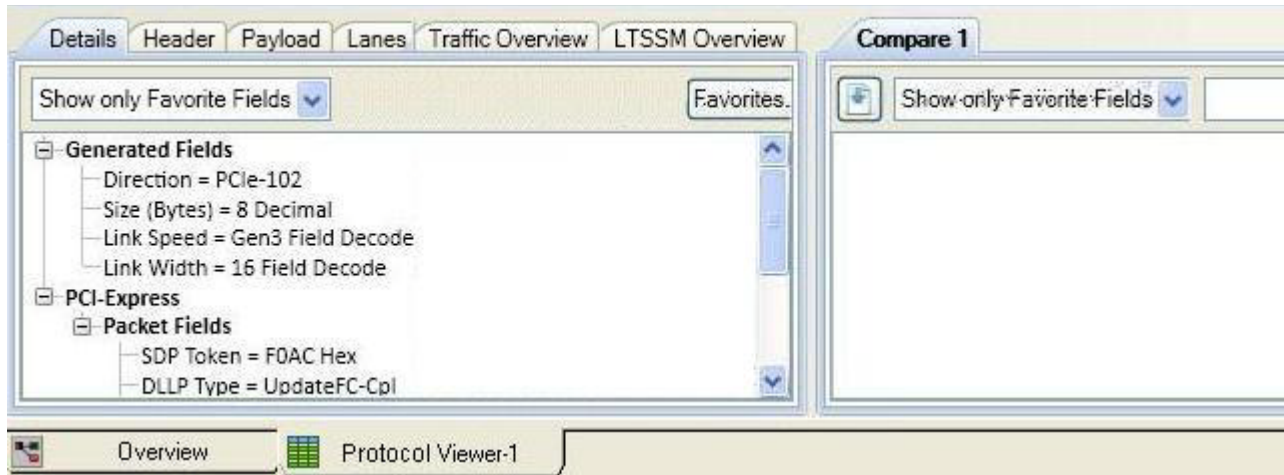 Details Header Payload Lanes Traffic Overview LTSSM Overview
Show only Favorite Fields Favorites.
Generated Fields
Direction = PCIe-102
Size (Bytes) = 8 Decimal
Link Speed = Gen3 Field Decode
Link Width = 16 Field Decode
PCI-Express
Packet Fields
SDP Token = F0AC Hex
DLLP Type = UpdateFC-Cpl
Compare 1
Show only Favorite Fields
Overview Protocol Viewer-1